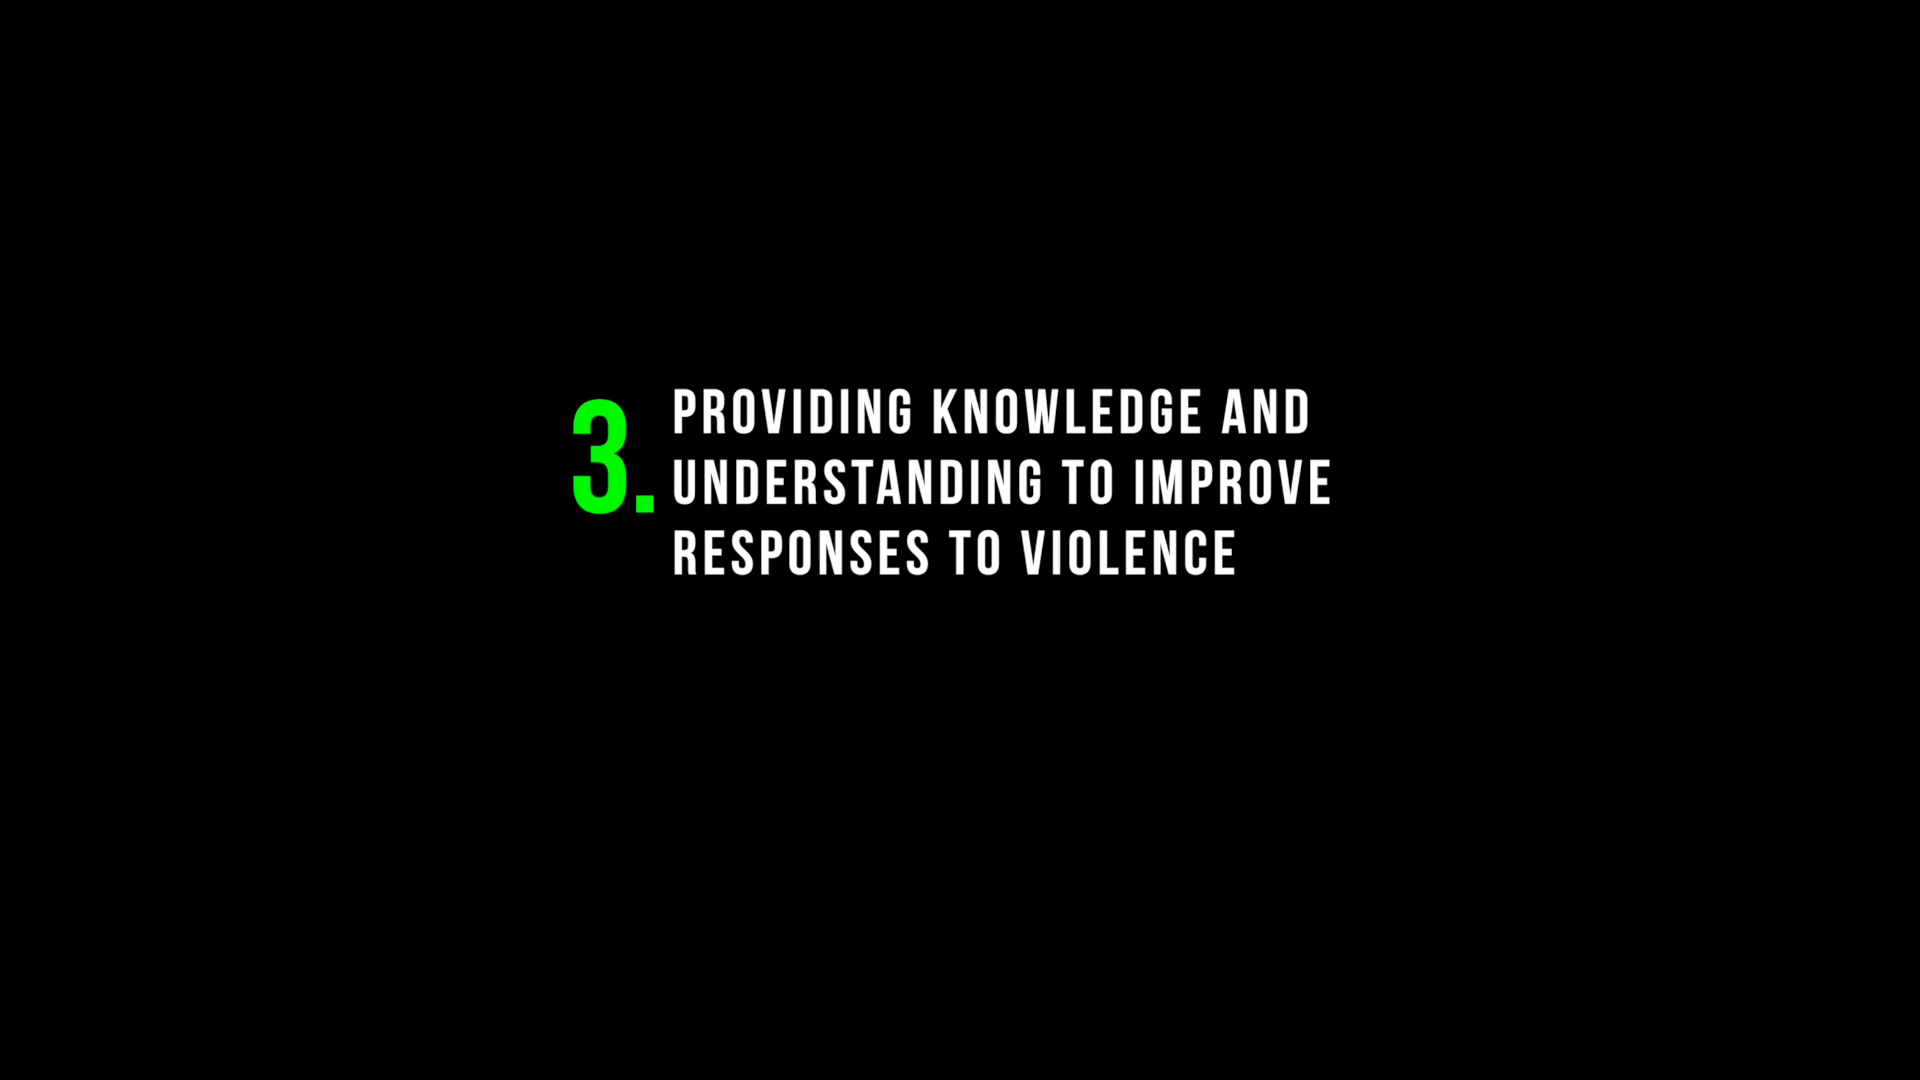 3. PROVIDING KNOWLEDGE AND
UNDERSTANDING TO IMPROVE
RESPONSES TO VIOLENCE